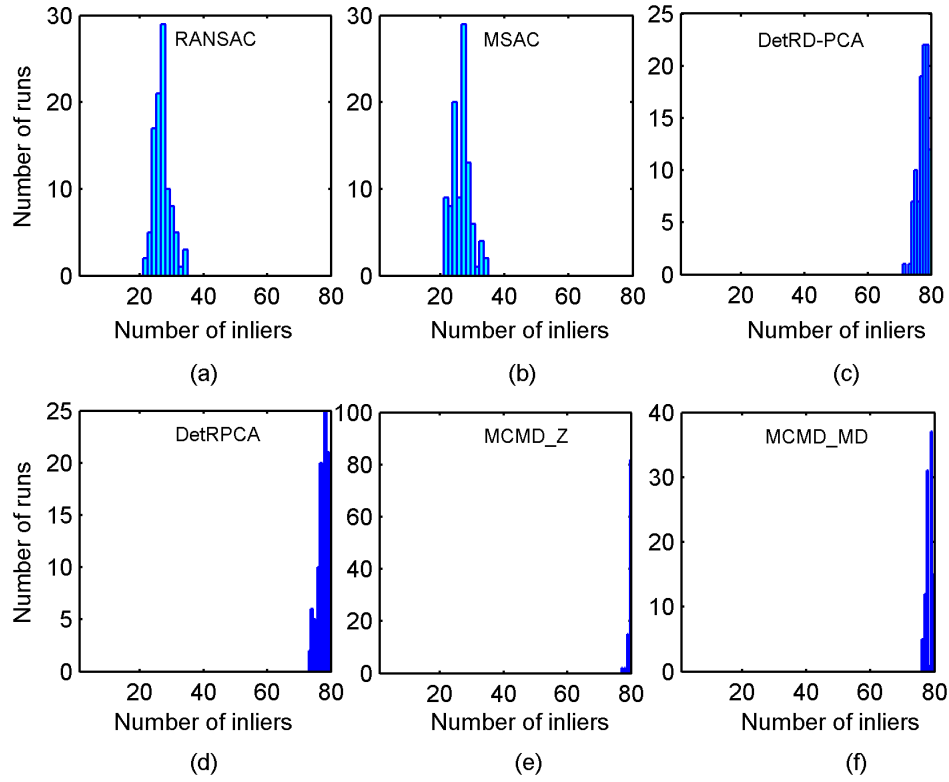 RANSAC
Number of runs
30
20
10
0
20 40 60 80
Number of inliers
(a)
MSAC
30
20
10
0
20 40 60 80
Number of inliers
(b)
DetRD-PCA
25
20
15
10
5
0
20 40 60 80
Number of inliers
(c)
DetRPCA
Number of runs
25
20
15
10
5
0
20 40 60 80
Number of inliers
(d)
MCMD_Z
100
80
60
40
20
0
20 40 60 80
Number of inliers
(e)
MCMD_MD
40
30
20
10
0
20 40 60 80
Number of inliers
(f)